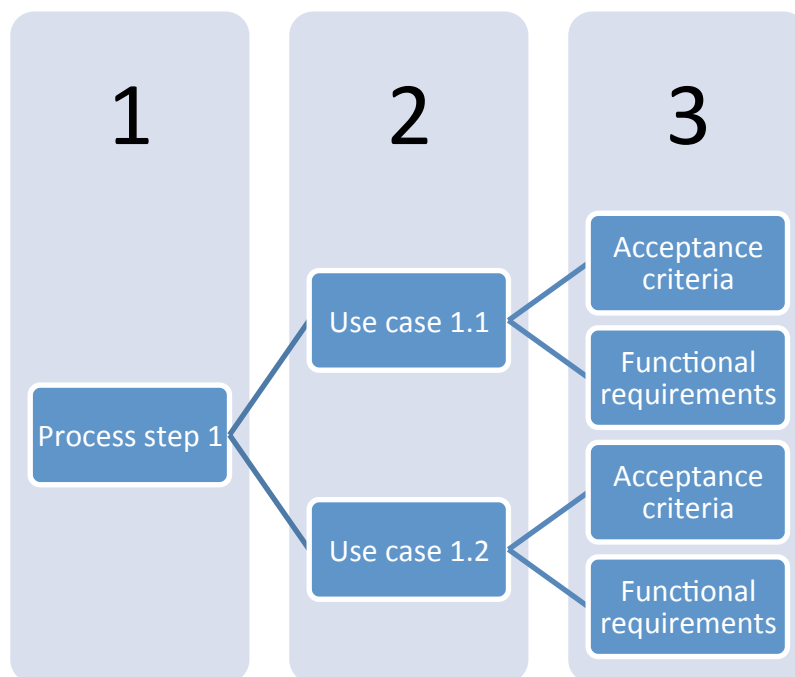 1
2
3
Process step 1
Use case 1.1
Use case 1.2
Acceptance
criteria
Functional
requirements
Acceptance
criteria
Functional
requirements